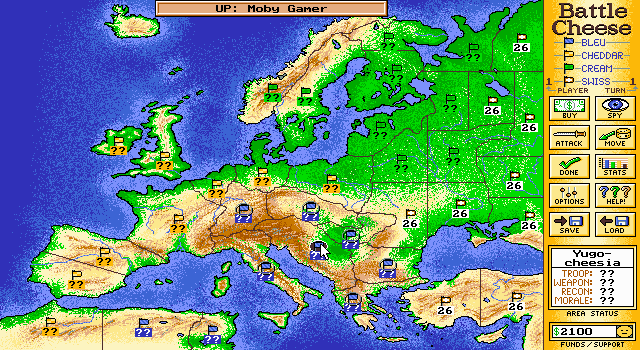 UP: Moby Gamer
Battle
Cheese
BLEU
CHEDDAR
CREAM
SWISS
1 1
PLAYER TURN
BUY SPY
ATTACK MOVE
DONE STATS
OPTIONS HELP!
SAVE LOAD
Yugo-
cheesia
TROOP: ??
WEAPON: ??
RECON: ??
MORALE: ??
AREA STATUS
$2100
FUNDS/SUPPORT
26
??
??
??
??
26
26
??
??
??
??
??
26
??
??
??
??
26
??
??
??
26
26
26
??
??
??
??
??
??
??
26
26
??
??
??